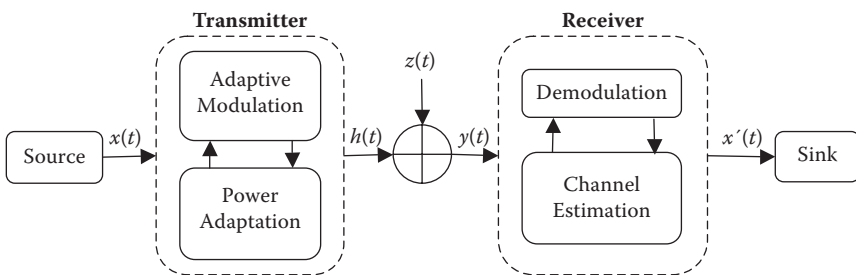 Transmitter
Receiver
Adaptive
Modulation
z(t)
Demodulation
Source
x(t)
h(t)
y(t)
x´(t)
Sink
Power
Adaptation
Channel
Estimation